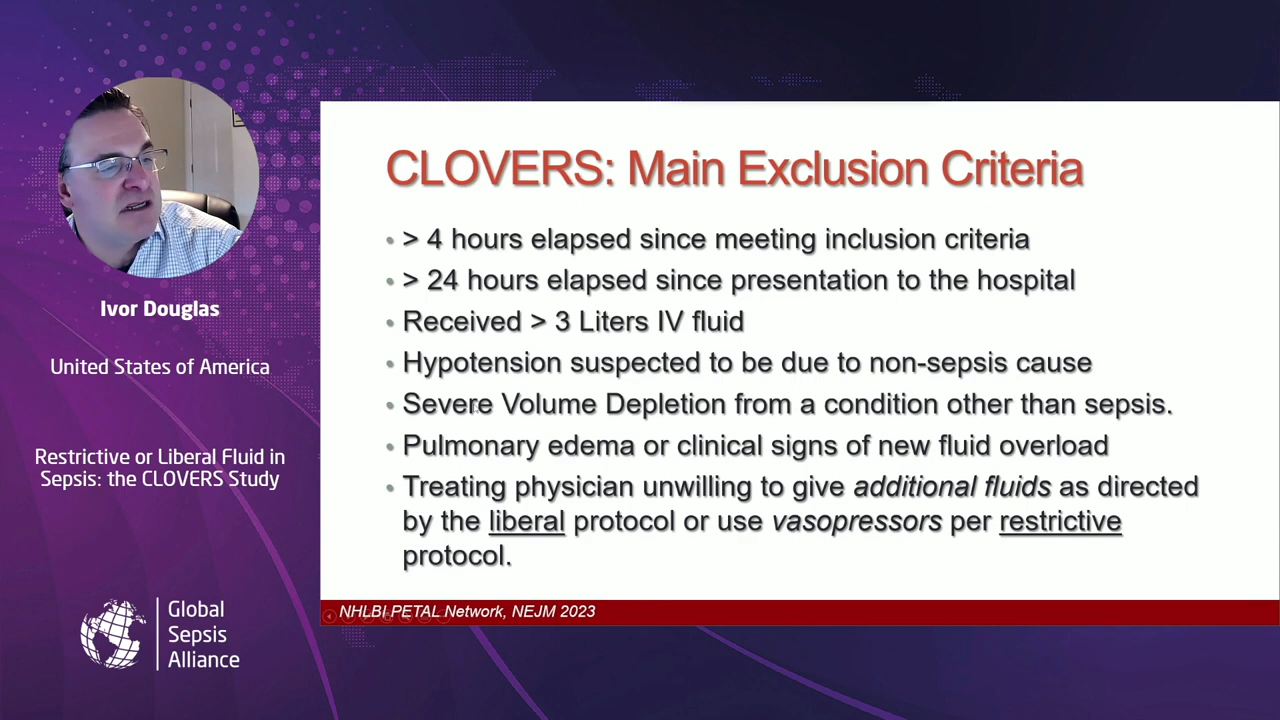 CLOVERS: Main Exclusion Criteria
• > 4 hours elapsed since meeting inclusion criteria
• > 24 hours elapsed since presentation to the hospital
• Received > 3 Liters IV fluid
• Hypotension suspected to be due to non-sepsis cause
• Severe Volume Depletion from a condition other than sepsis.
• Pulmonary edema or clinical signs of new fluid overload
• Treating physician unwilling to give additional fluids as directed
by the liberal protocol or use vasopressors per restrictive
protocol.
NHLBI PETAL Network, NEJM 2023
Ivor Douglas
United States of America
Restrictive or Liberal Fluid in
Sepsis: the CLOVERS Study
Global
Sepsis
Alliance